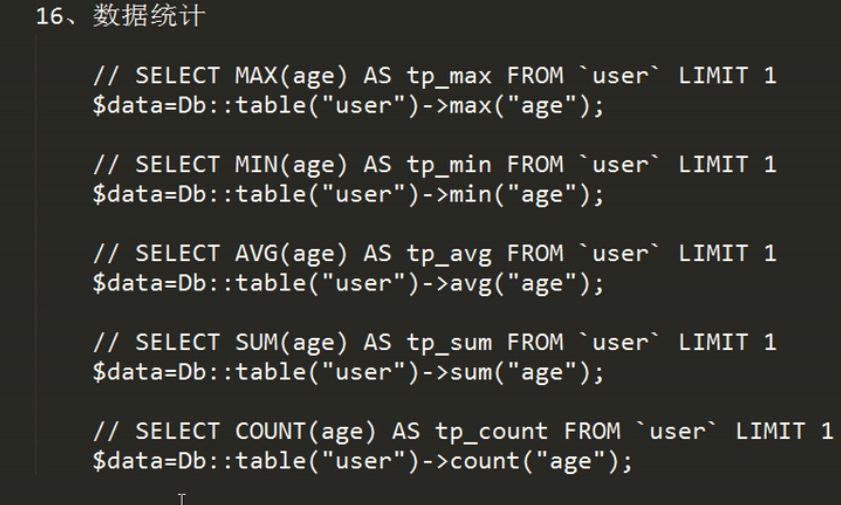 16、数据统计
// SELECT MAX(age) AS tp_max FROM `user` LIMIT 1
$data=Db::table("user")->max("age");
// SELECT MIN(age) AS tp_min FROM `user` LIMIT 1
$data=Db::table("user")->min("age");
// SELECT AVG(age) AS tp_avg FROM `user` LIMIT 1
$data=Db::table("user")->avg("age");
// SELECT SUM(age) AS tp_sum FROM `user` LIMIT 1
$data=Db::table("user")->sum("age");
// SELECT COUNT(age) AS tp_count FROM `user` LIMIT 1
$data=Db::table("user")->count("age");